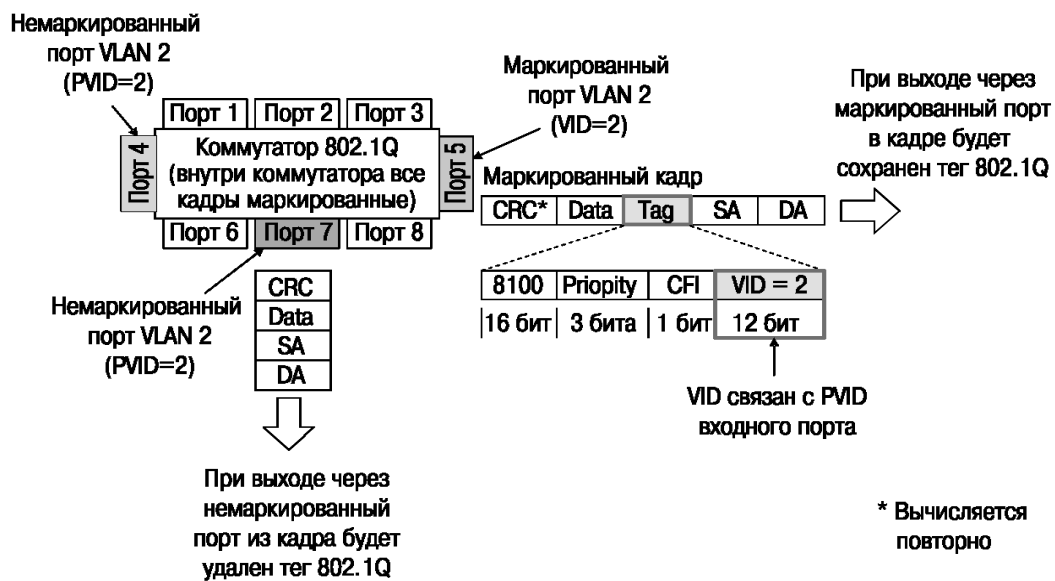 Немаркированный
порт VLAN 2
(PVID=2)
Порт 1 Порт 2 Порт 3
Порт 4
Коммутатор 802.1Q
(внутри коммутатора все
кадры маркированные)
Порт 5
Порт 6 Порт 7 Порт 8
Маркированный
порт VLAN 2
(VID=2)
При выходе через
маркированный порт
в кадре будет
сохранен тег 802.1Q
Маркированный кадр
CRC* Data Tag SA DA
8100 Priopity CFI VID = 2
16 бит 3 бита 1 бит 12 бит
VID связан с PVID
входного порта
Немаркированный
порт VLAN 2
(PVID=2)
CRC
Data
SA
DA
При выходе через
немаркированный
порт из кадра будет
удален тег 802.1Q
* Вычисляется
повторно